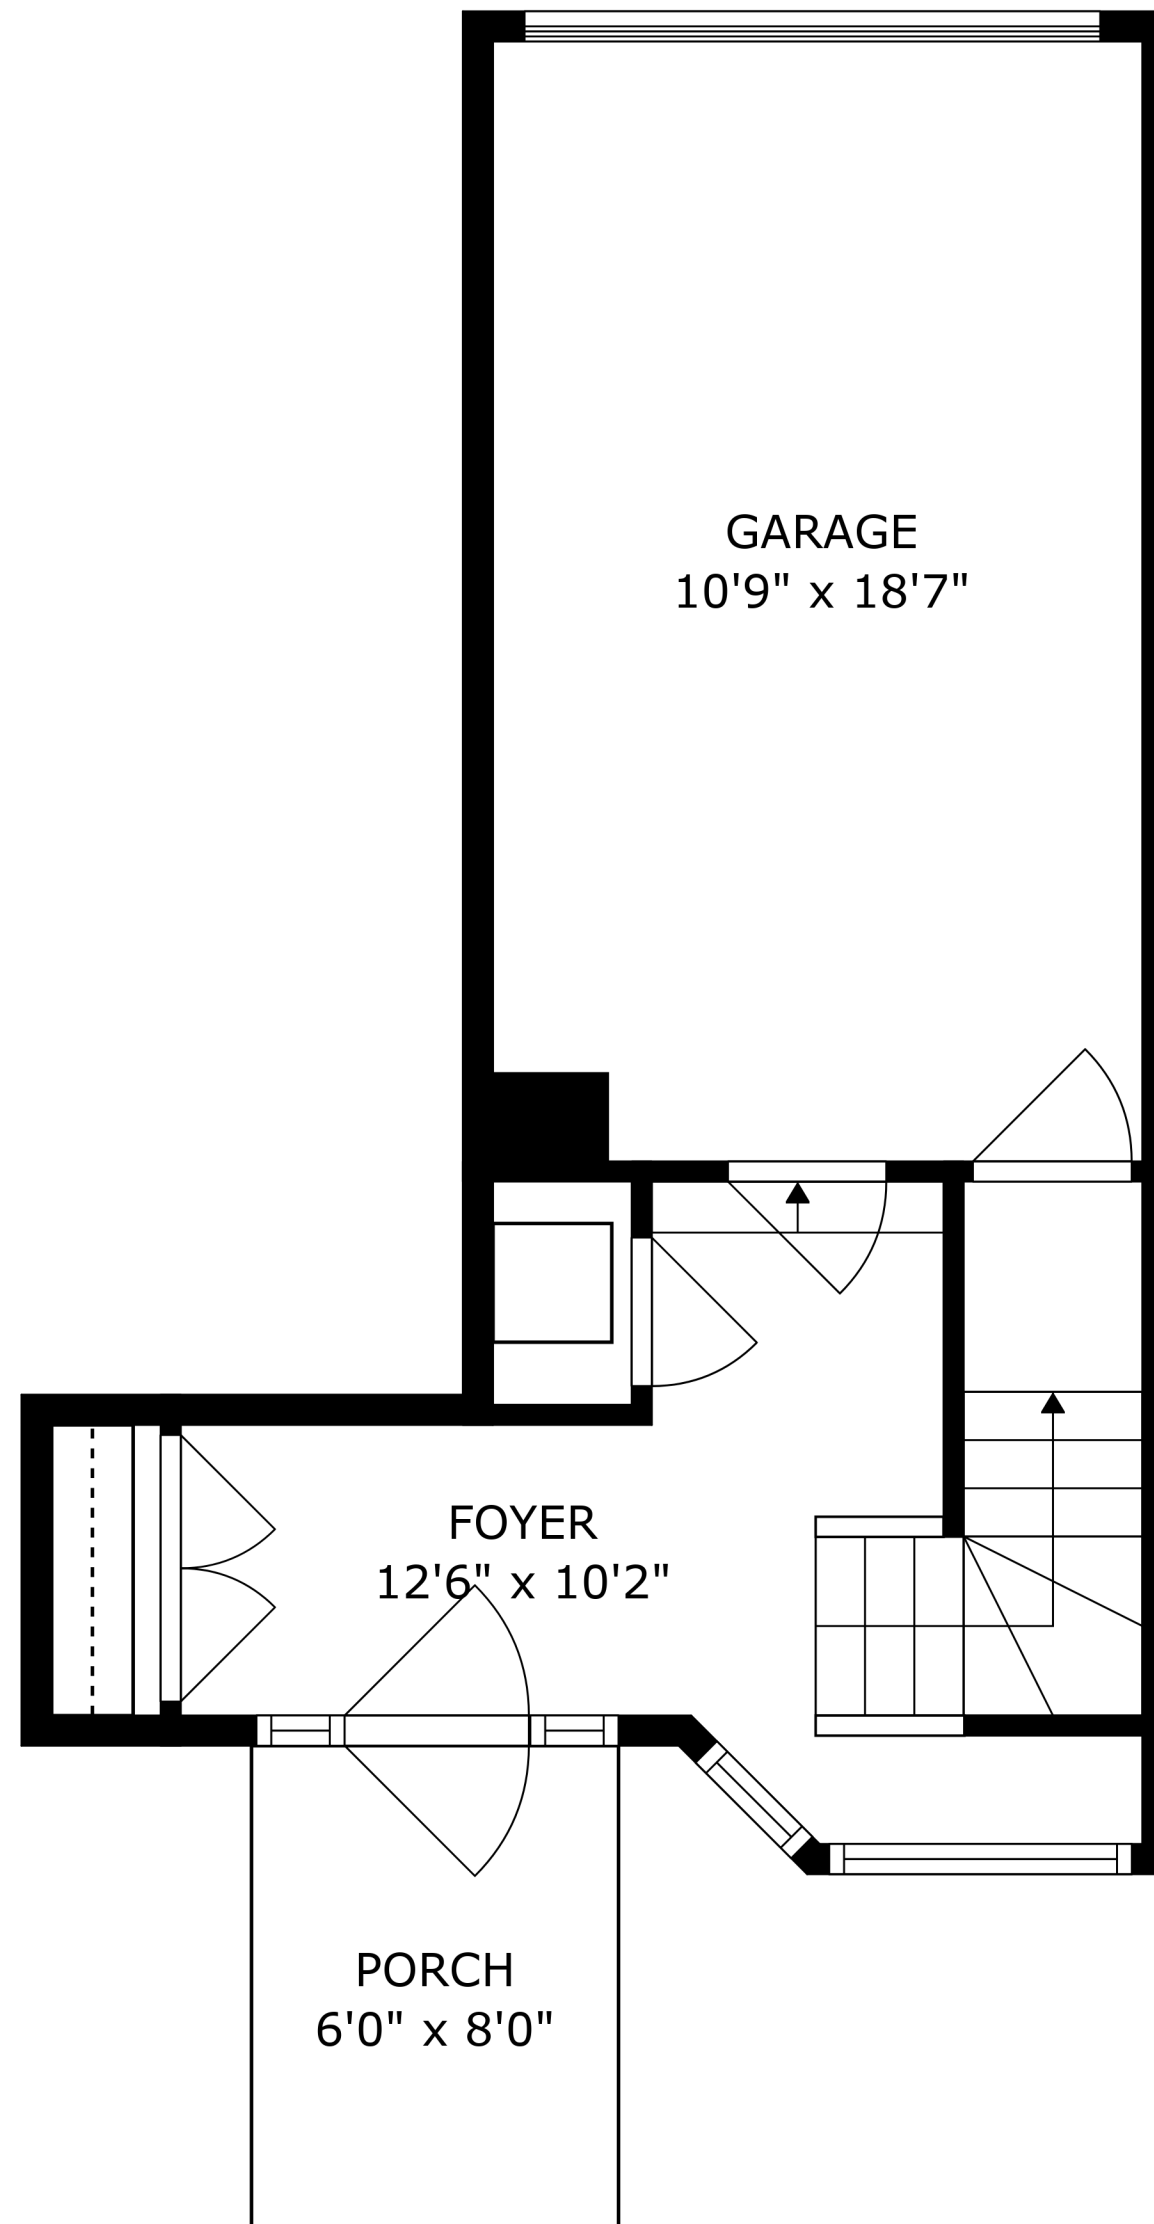 GARAGE
10'9" x 18'7"
FOYER
12'6" x 10'2"
PORCH
6'0" x 8'0"